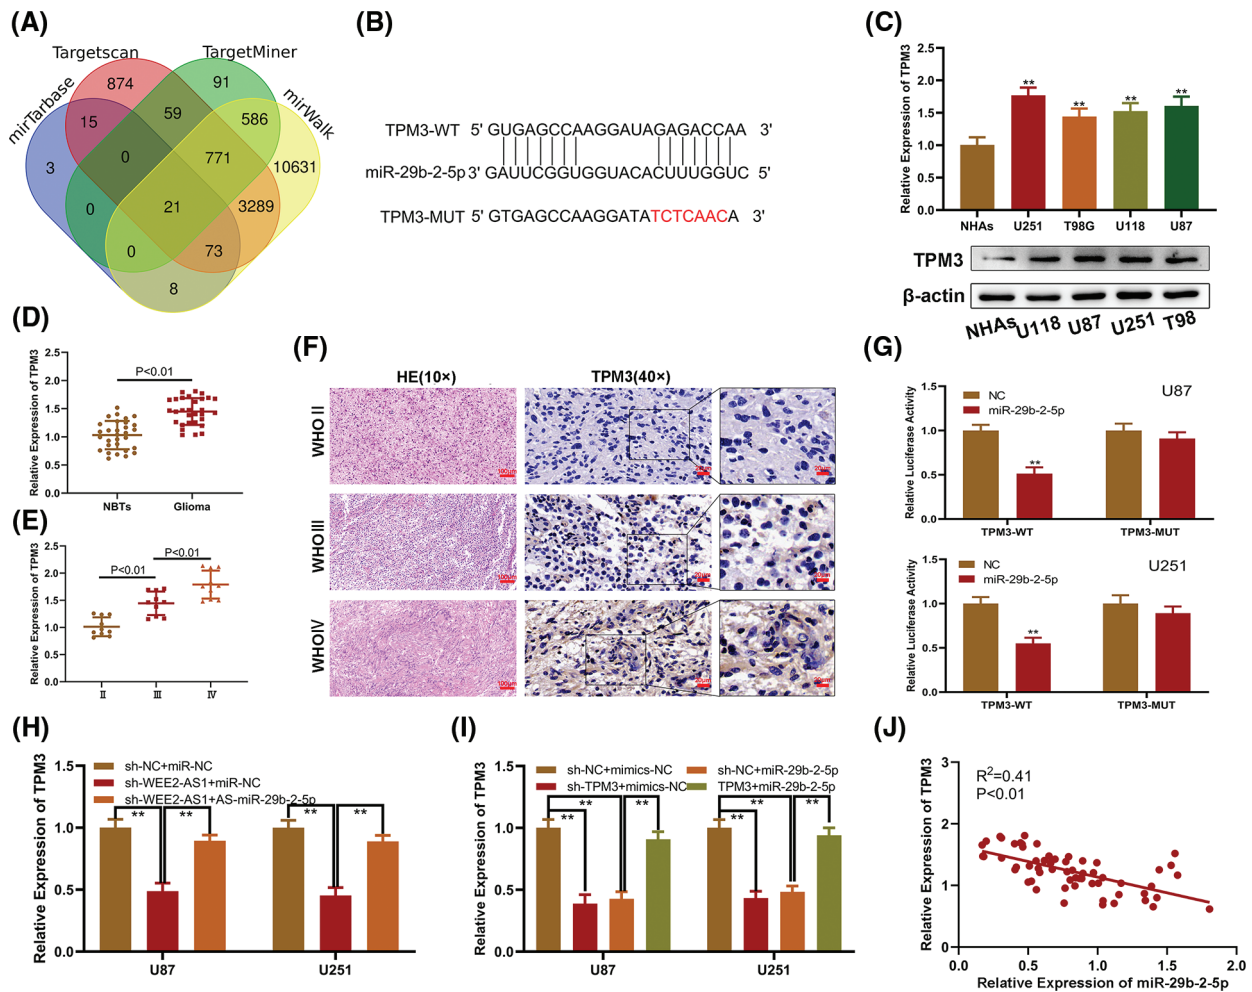 (A)
Targetscan
TargetMiner
mirTarbase
mirWalk
874
91
15
59
586
3
0
771
10631
0
21
3289
0
73
8
(B)
TPM3-WT 5' GUGAGCCAAGGAUAGAGACCAA 3'
miR-29b-2-5p 3' GAUUCGGUGGUACACUUUGGUC 5'
TPM3-MUT 5' GTGAGCCAAGGATATCTCAACA 3'
(C)
Relative Expression of TPM3
2.5
2.0
1.5
1.0
0.5
0.0
** ** ** **
NHAs U251 T98G U118 U87
TPM3
β-actin
NHAs U118 U87 U251 T98
(D)
Relative Expression of TPM3
2.5
2.0
1.5
1.0
0.5
0.0
P<0.01
NBTs Glioma
(E)
Relative Expression of TPM3
2.5
2.0
1.5
1.0
0.5
0.0
P<0.01
P<0.01
II III IV
(F)
HE(10×) TPM3(40×)
WHO II
WHOIII
WHOIV
100μm 20μm 20μm
100μm 20μm 20μm
100μm 20μm 20μm
(G)
Relative Luciferase Activity
1.5
1.0
0.5
0.0
NC
miR-29b-2-5p
U87
**
TPM3-WT TPM3-MUT
Relative Luciferase Activity
1.5
1.0
0.5
0.0
NC
miR-29b-2-5p
U251
**
TPM3-WT TPM3-MUT
(H)
Relative Expression of TPM3
1.5
1.0
0.5
0.0
sh-NC+miR-NC
sh-WEE2-AS1+miR-NC
sh-WEE2-AS1+AS-miR-29b-2-5p
** ** ** **
U87 U251
(I)
Relative Expression of TPM3
1.5
1.0
0.5
0.0
sh-NC+mimics-NC
sh-TPM3+mimics-NC
sh-NC+miR-29b-2-5p
TPM3+miR-29b-2-5p
** ** ** ** ** **
U87 U251
(J)
Relative Expression of TPM3
3
2
1
0
R²=0.41
P<0.01
0.0 0.5 1.0 1.5 2.0
Relative Expression of miR-29b-2-5p